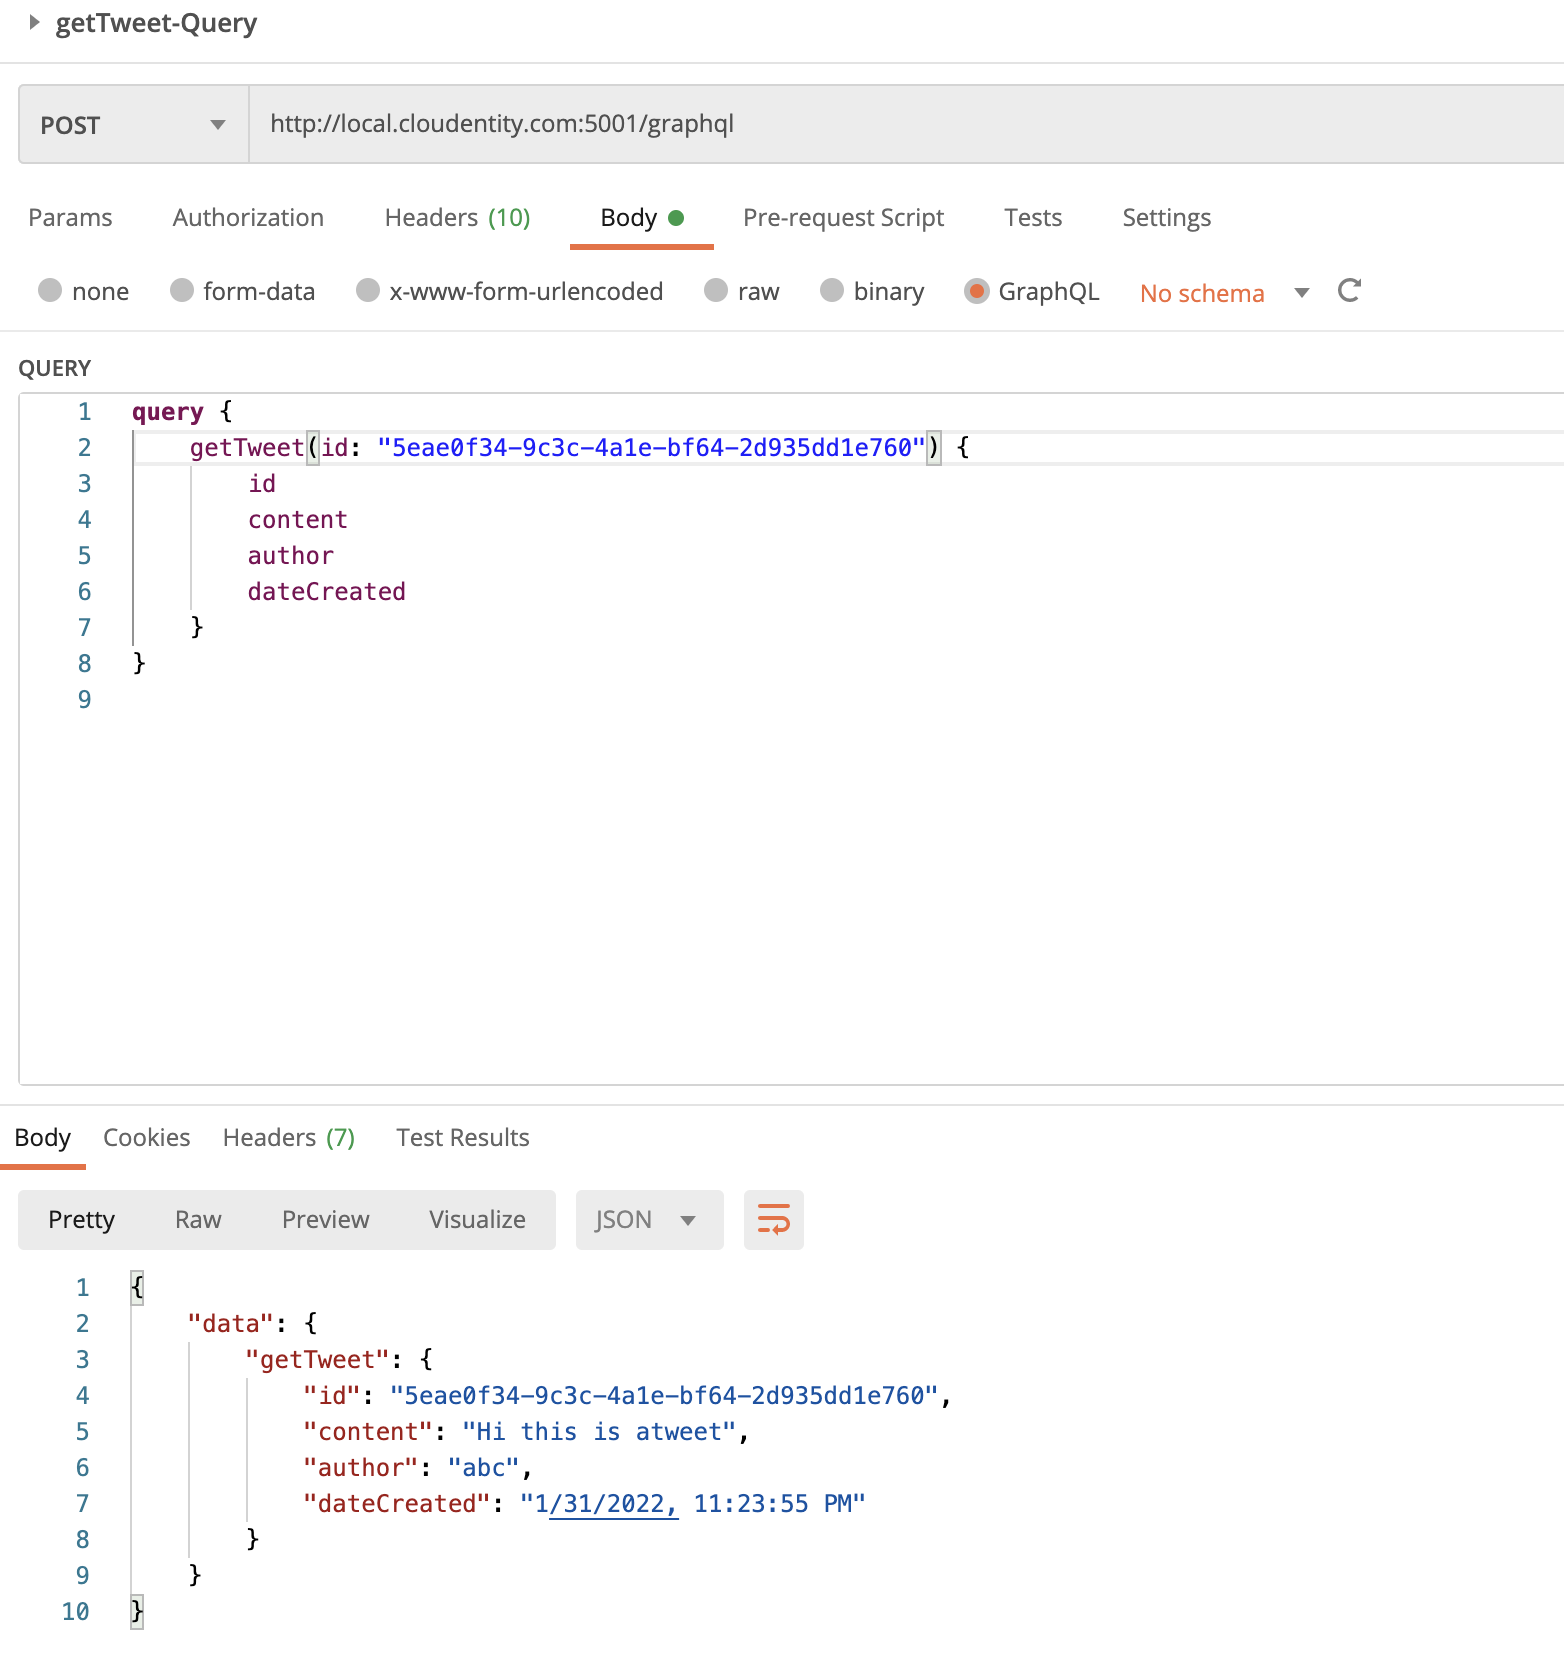 getTweet-Query
POST http://local.cloudentity.com:5001/graphql
Params Authorization Headers (10) Body Pre-request Script Tests Settings
none form-data x-www-form-urlencoded raw binary GraphQL No schema
QUERY
1 query {
2     getTweet(id: "5eae0f34-9c3c-4a1e-bf64-2d935dd1e760") {
3         id
4         content
5         author
6         dateCreated
7     }
8 }
9
Body Cookies Headers (7) Test Results
Pretty Raw Preview Visualize JSON
1 {
2     "data": {
3         "getTweet": {
4             "id": "5eae0f34-9c3c-4a1e-bf64-2d935dd1e760",
5             "content": "Hi this is atweet",
6             "author": "abc",
7             "dateCreated": "1/31/2022, 11:23:55 PM"
8         }
9     }
10 }